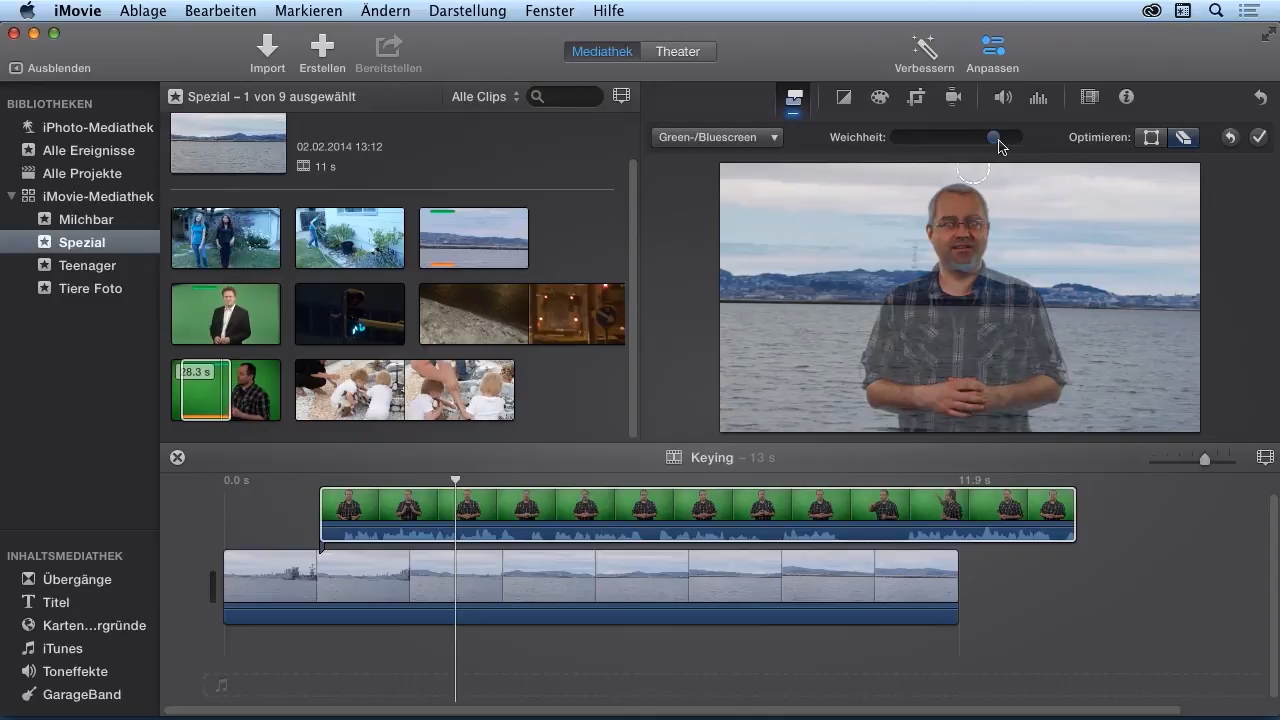 iMovie Ablage Bearbeiten Markieren Ändern Darstellung Fenster Hilfe
Ausblenden
Import
Erstellen
Bereitstellen
Mediathek
Theater
Verbessern
Anpassen
BIBLIOTHEKEN
iPhoto-Mediathek
Alle Ereignisse
Alle Projekte
iMovie-Mediathek
Milchbar
Spezial
Teenager
Tiere Foto
INHALTSMEDIATHEK
Übergänge
Titel
Karten...rgründe
iTunes
Toneffekte
GarageBand
Spezial – 1 von 9 ausgewählt
Alle Clips
02.02.2014 13:12
11 s
28.3 s
Green-/Bluescreen
Weichheit:
Optimieren:
Keying – 13 s
0.0 s
11.9 s